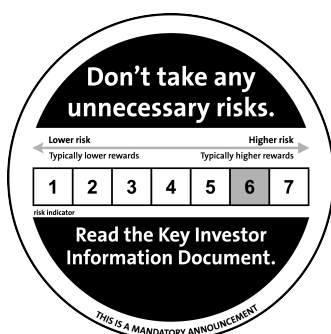 Don't take any
unnecessary risks.
Lower risk Higher risk
Typically lower rewards Typically higher rewards
1 2 3 4 5 6 7
risk indicator
Read the Key Investor
Information Document.
THIS IS A MANDATORY ANNOUNCEMENT